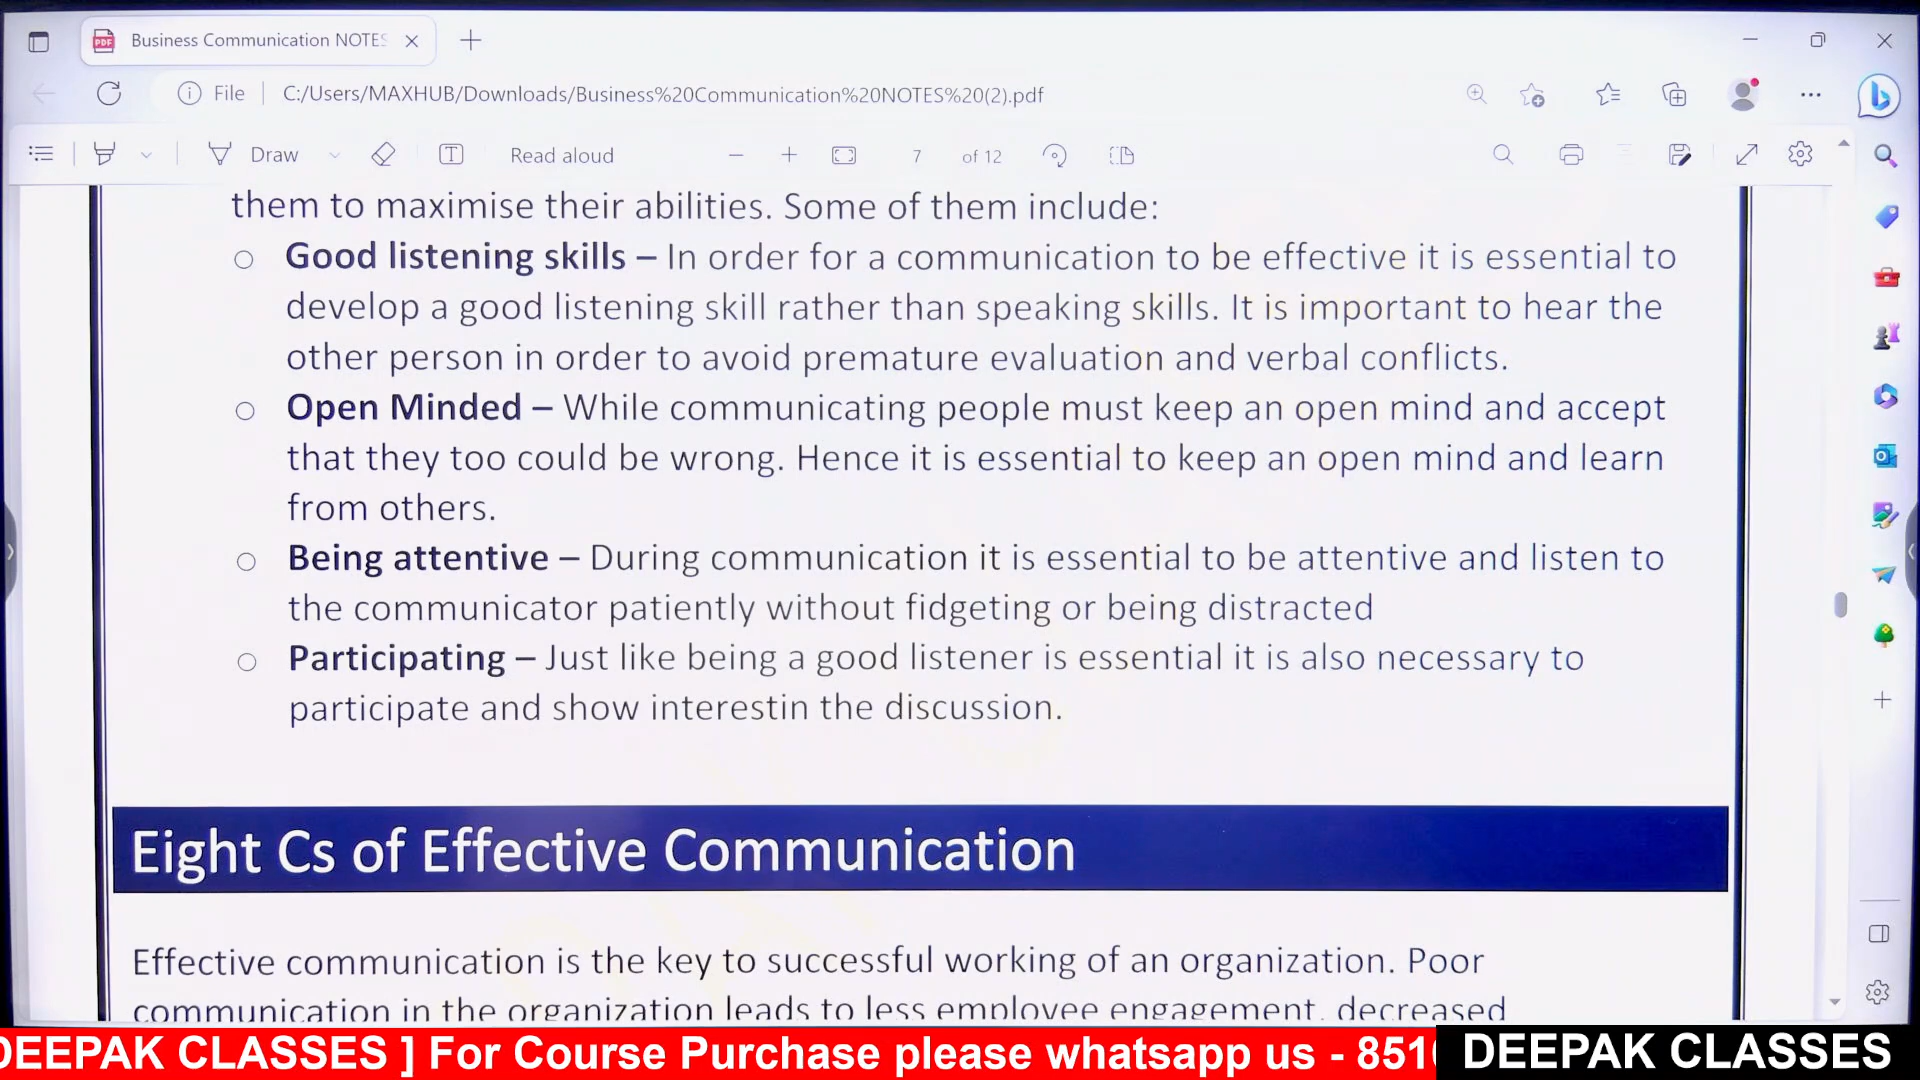 Business Communication NOTES
File
C:/Users/MAXHUB/Downloads/Business%20Communication%20NOTES%20(2).pdf
Draw
Read aloud
7 of 12
them to maximise their abilities. Some of them include:
Good listening skills – In order for a communication to be effective it is essential to
develop a good listening skill rather than speaking skills. It is important to hear the
other person in order to avoid premature evaluation and verbal conflicts.
Open Minded – While communicating people must keep an open mind and accept
that they too could be wrong. Hence it is essential to keep an open mind and learn
from others.
Being attentive – During communication it is essential to be attentive and listen to
the communicator patiently without fidgeting or being distracted
Participating – Just like being a good listener is essential it is also necessary to
participate and show interestin the discussion.
Eight Cs of Effective Communication
Effective communication is the key to successful working of an organization. Poor
communication in the organization leads to less employee engagement, decreased
DEEPAK CLASSES ] For Course Purchase please whatsapp us - 851
DEEPAK CLASSES